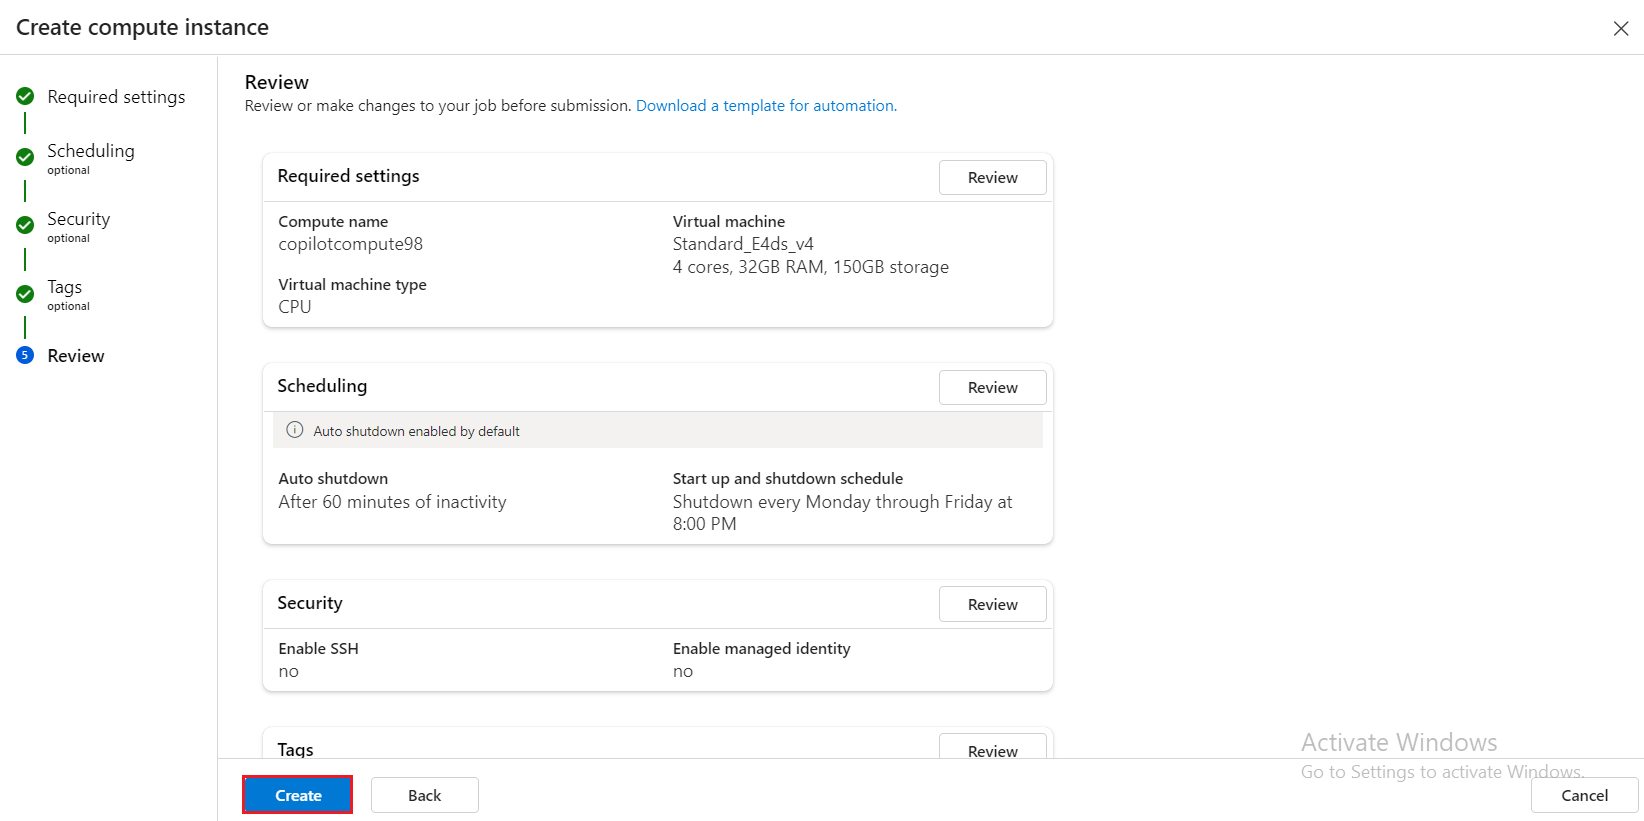 Create compute instance
Required settings
Scheduling
optional
Security
optional
Tags
optional
5
Review
Review
Review or make changes to your job before submission. Download a template for automation.
Required settings
Review
Compute name
copilotcompute98
Virtual machine
Standard_E4ds_v4
4 cores, 32GB RAM, 150GB storage
Virtual machine type
CPU
Scheduling
Review
Auto shutdown enabled by default
Auto shutdown
After 60 minutes of inactivity
Start up and shutdown schedule
Shutdown every Monday through Friday at
8:00 PM
Security
Review
Enable SSH
no
Enable managed identity
no
Tags
Review
Activate Windows
Go to Settings to activate Windows.
Create
Back
Cancel